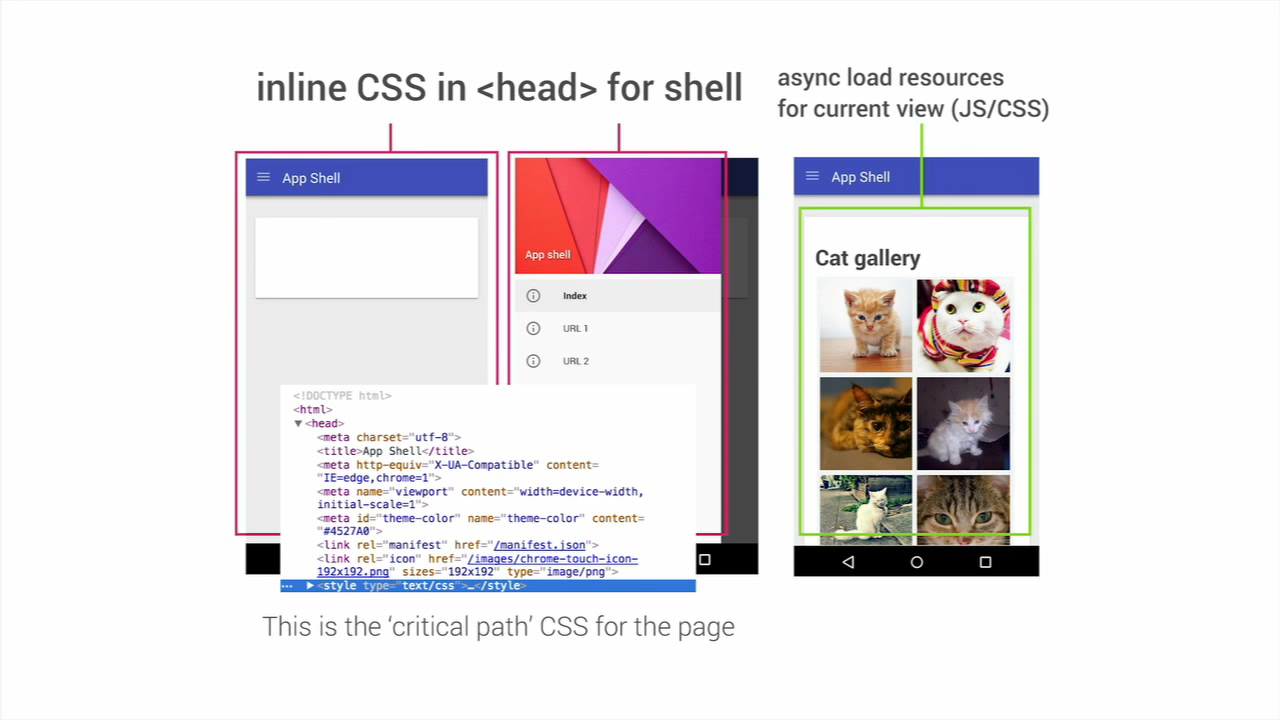 inline CSS in <head> for shell
async load resources
for current view (JS/CSS)
App Shell
App shell
Index
URL 1
URL 2
App Shell
Cat gallery
<!DOCTYPE html>
<html>
▼<head>
<meta charset="utf-8">
<title>App Shell</title>
<meta http-equiv="X-UA-Compatible" content=
"IE=edge,chrome=1">
<meta name="viewport" content="width=device-width,
initial-scale=1">
<meta id="theme-color" name="theme-color" content=
"#4527A0">
<link rel="manifest" href="/manifest.json">
<link rel="icon" href="/images/chrome-touch-icon-
192x192.png" sizes="192x192" type="image/png">
…▶<style type="text/css">…</style>
This is the ‘critical path’ CSS for the page